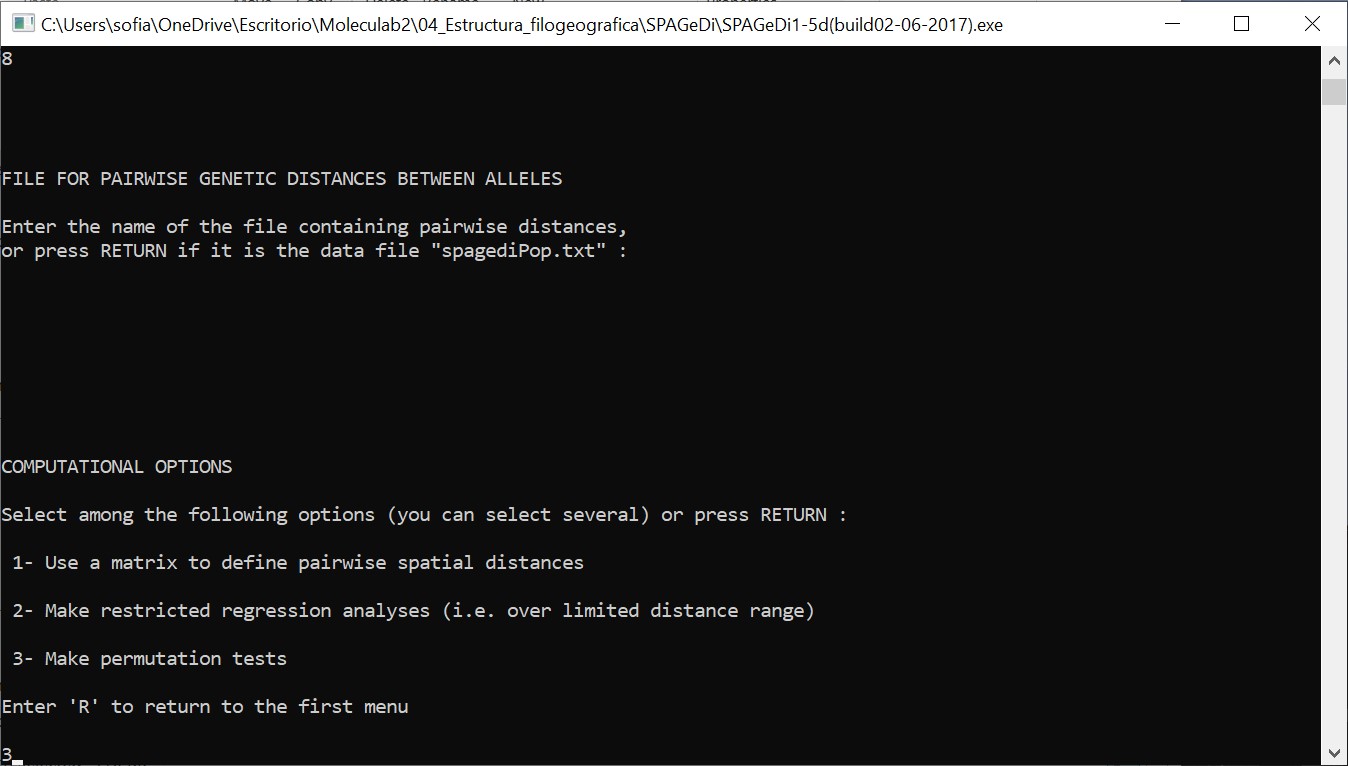 C:\Users\sofia\OneDrive\Escritorio\Moleculab2\04_Estructura_filogeografica\SPAGeDi\SPAGeDi1-5d(build02-06-2017).exe
8
FILE FOR PAIRWISE GENETIC DISTANCES BETWEEN ALLELES
Enter the name of the file containing pairwise distances,
or press RETURN if it is the data file "spagediPop.txt" :
COMPUTATIONAL OPTIONS
Select among the following options (you can select several) or press RETURN :
1- Use a matrix to define pairwise spatial distances
2- Make restricted regression analyses (i.e. over limited distance range)
3- Make permutation tests
Enter 'R' to return to the first menu
3